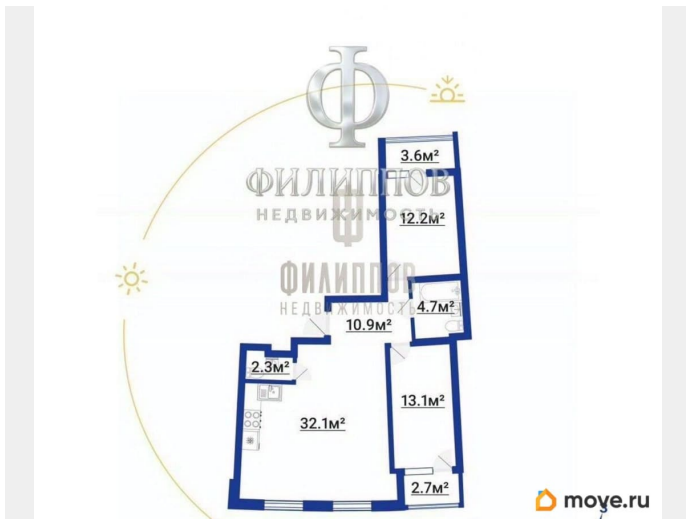 3.6м²
ФИЛИППОВ
НЕДВИЖИМОСТЬ
12.2м²
ФИЛИППОВ
НЕДВИЖИМОСТЬ
4.7м²
10.9м²
2.3м²
13.1м²
32.1м²
2.7м²
move.ru